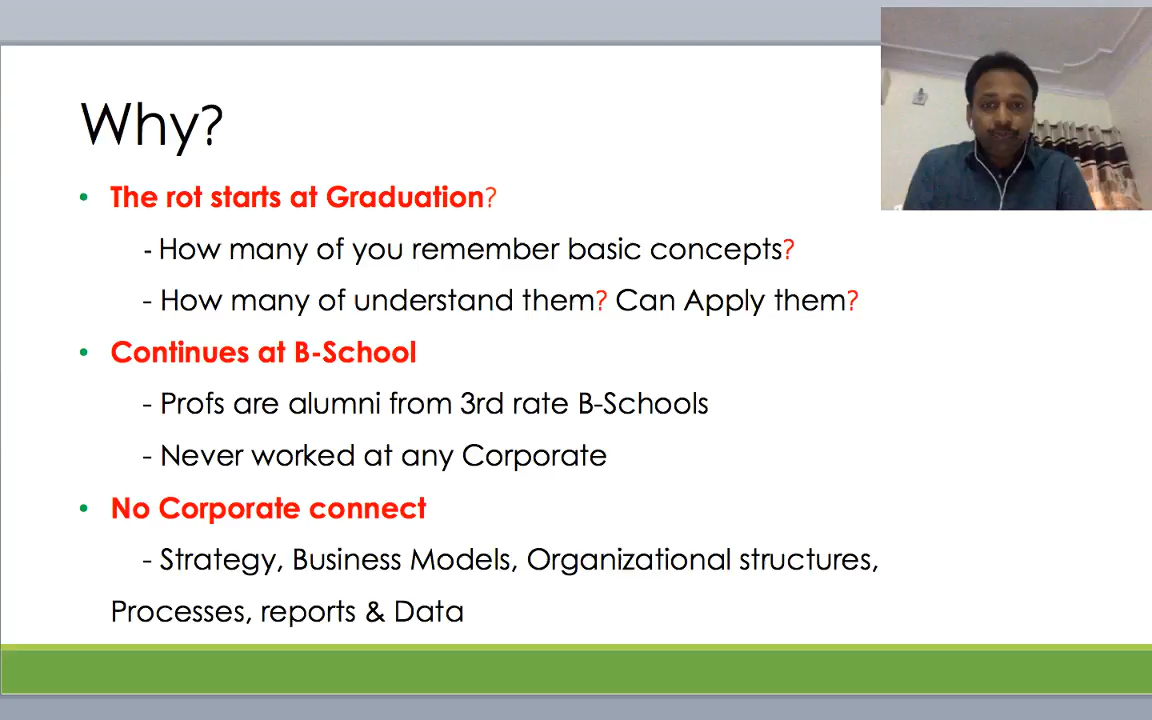 Why?
• The rot starts at Graduation?
- How many of you remember basic concepts?
- How many of understand them? Can Apply them?
• Continues at B-School
- Profs are alumni from 3rd rate B-Schools
- Never worked at any Corporate
• No Corporate connect
- Strategy, Business Models, Organizational structures,
Processes, reports & Data